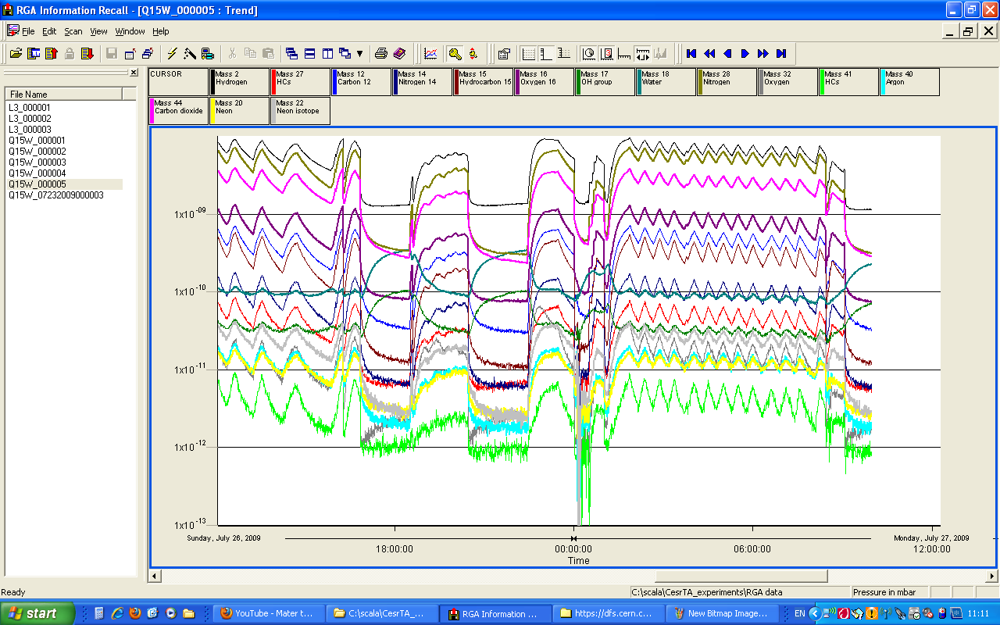 RGA Information Recall - [Q15W_000005 : Trend]
File Edit Scan View Window Help
File Name
L3_000001
L3_000002
L3_000003
Q15W_000001
Q15W_000002
Q15W_000003
Q15W_000004
Q15W_000005
Q15W_07232009000003
CURSOR
Mass 2
Hydrogen
Mass 27
HCs
Mass 12
Carbon 12
Mass 14
Nitrogen 14
Mass 15
Hydrocarbon 15
Mass 16
Oxygen 16
Mass 17
OH group
Mass 18
Water
Mass 28
Nitrogen
Mass 32
Oxygen
Mass 41
HCs
Mass 40
Argon
Mass 44
Carbon dioxide
Mass 20
Neon
Mass 22
Neon isotope
1x10 -09
1x10 -10
1x10 -11
1x10 -12
1x10 -13
Sunday, July 26, 2009
Monday, July 27, 2009
18:00:00 00:00:00 06:00:00 12:00:00
Time
Ready
C:\scala\CesrTA_experiments\RGA data
Pressure in mbar
start
YouTube - Mater t...
C:\scala\CesrTA_...
RGA Information ...
https://dfs.cern.c...
New Bitmap Image...
EN
11:11